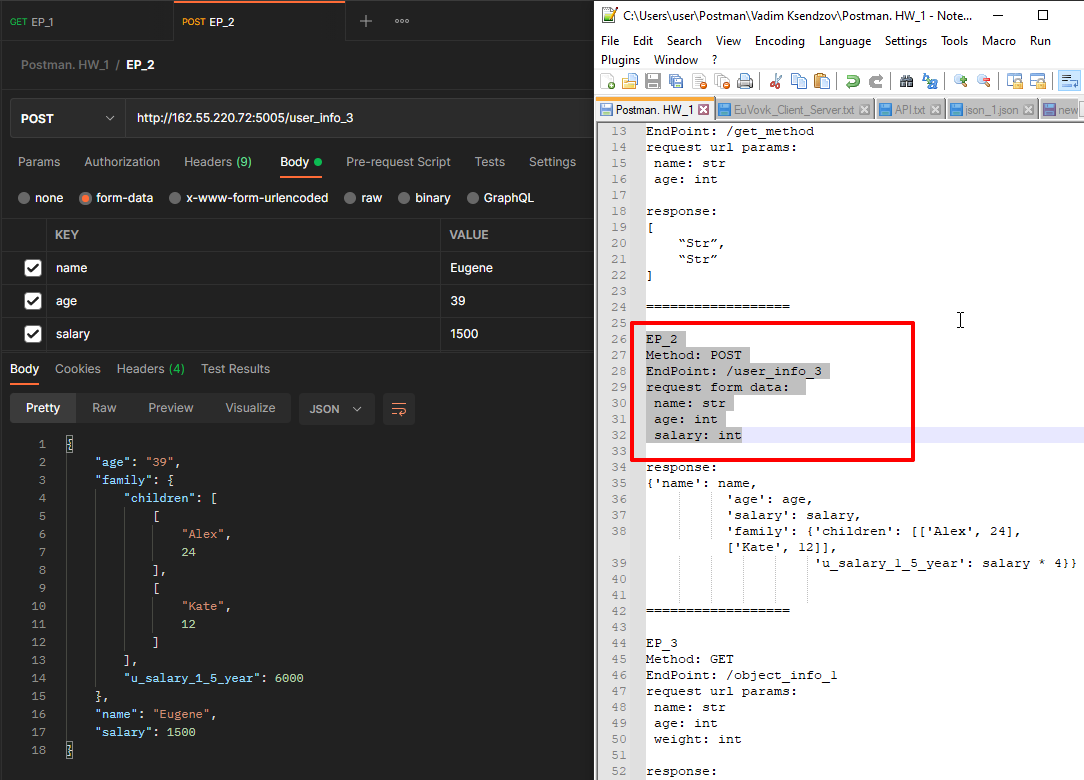 GET EP_1
POST EP_2
Postman. HW_1 / EP_2
POST
http://162.55.220.72:5005/user_info_3
Params Authorization Headers (9) Body Pre-request Script Tests Settings
none form-data x-www-form-urlencoded raw binary GraphQL
KEY VALUE
name Eugene
age 39
salary 1500
Body Cookies Headers (4) Test Results
Pretty Raw Preview Visualize JSON
1 {
2 "age": "39",
3 "family": {
4 "children": [
5 [
6 "Alex",
7 24
8 ],
9 [
10 "Kate",
11 12
12 ]
13 ],
14 "u_salary_1_5_year": 6000
15 },
16 "name": "Eugene",
17 "salary": 1500
18 }
C:\Users\user\Postman\Vadim Ksendzov\Postman. HW_1 - Note...
File Edit Search View Encoding Language Settings Tools Macro Run
Plugins Window ?
Postman. HW_1 EuVovk_Client_Server.txt API.txt json_1.json new
13 EndPoint: /get_method
14 request url params:
15 name: str
16 age: int
17
18 response:
19 [
20 “Str”,
21 “Str”
22 ]
23
24 ==================
25
26 EP_2
27 Method: POST
28 EndPoint: /user_info_3
29 request form data:
30 name: str
31 age: int
32 salary: int
33
34 response:
35 {'name': name,
36 'age': age,
37 'salary': salary,
38 'family': {'children': [['Alex', 24],
['Kate', 12]],
39 'u_salary_1_5_year': salary * 4}}
40
41
42 ==================
43
44 EP_3
45 Method: GET
46 EndPoint: /object_info_1
47 request url params:
48 name: str
49 age: int
50 weight: int
51
52 response: